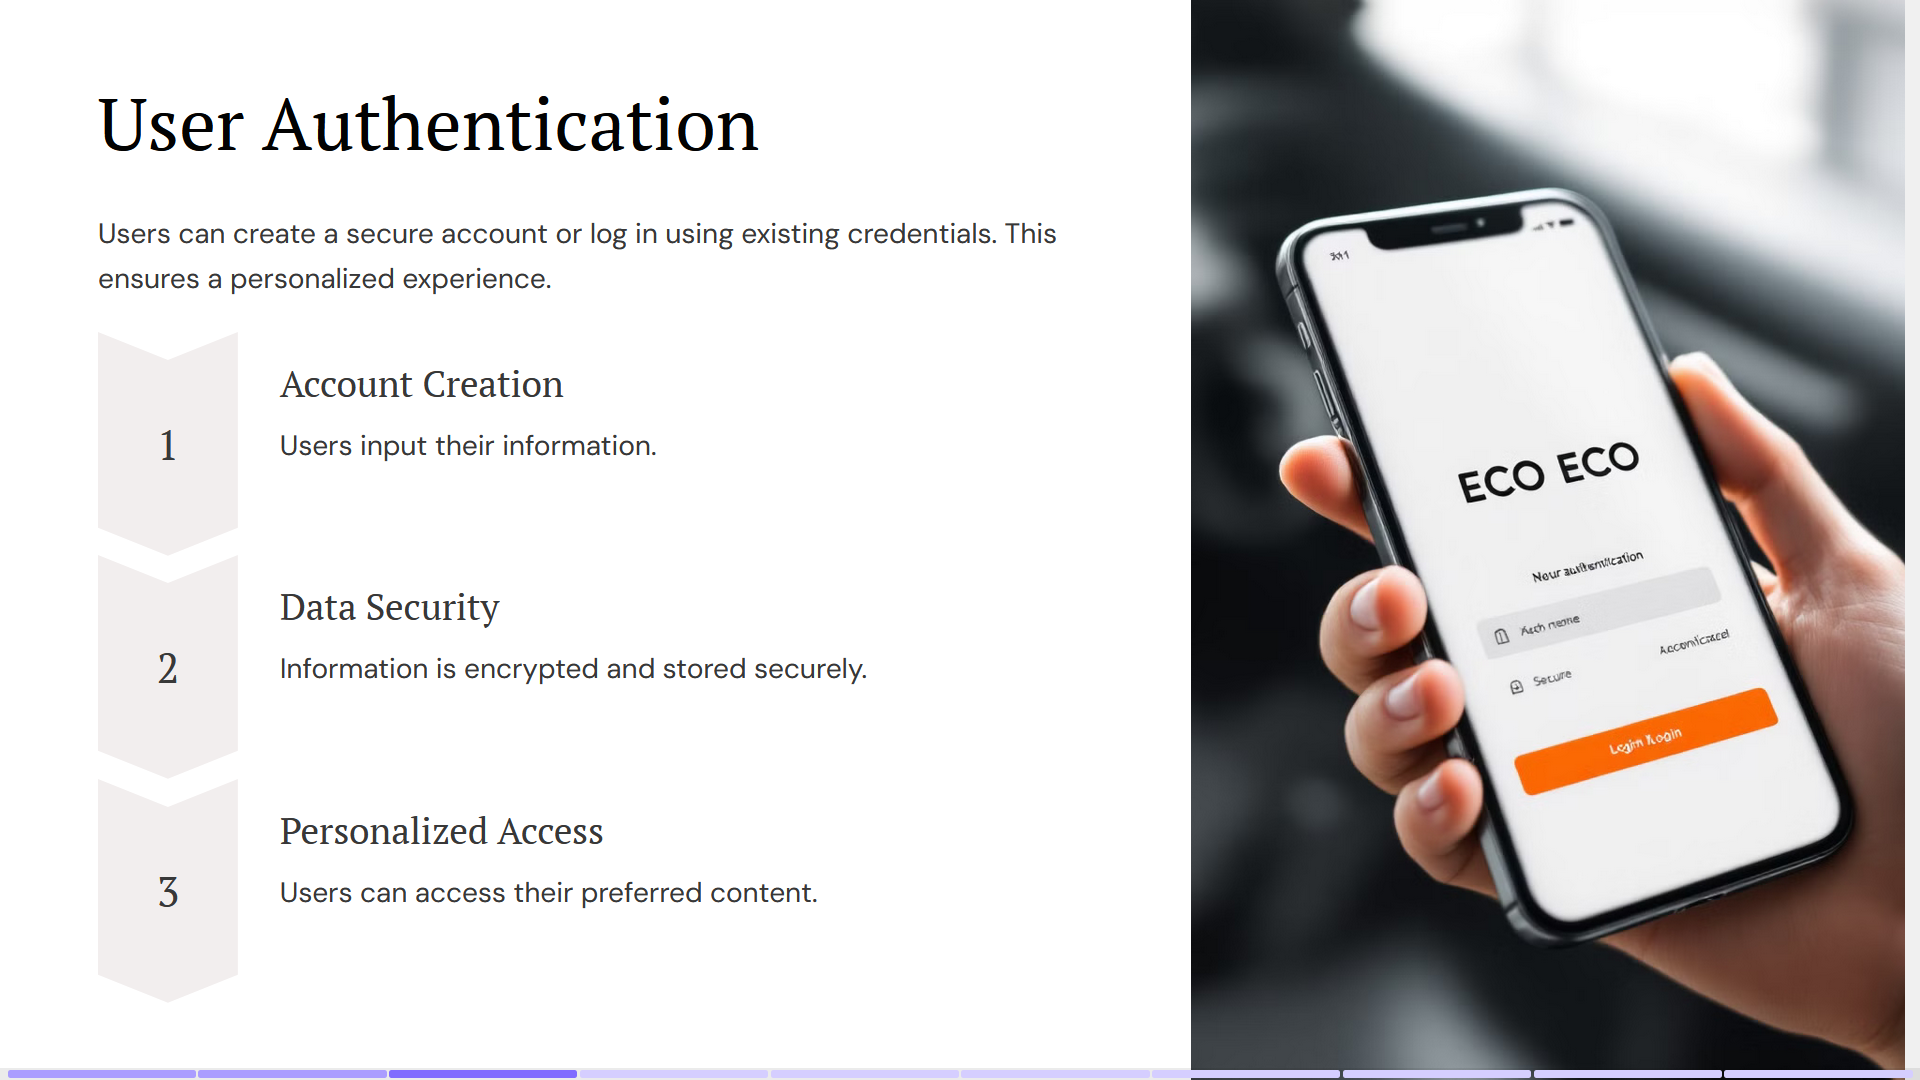 User Authentication
Users can create a secure account or log in using existing credentials. This
ensures a personalized experience.
1
Account Creation
Users input their information.
2
Data Security
Information is encrypted and stored securely.
3
Personalized Access
Users can access their preferred content.
ECO ECO
Secure